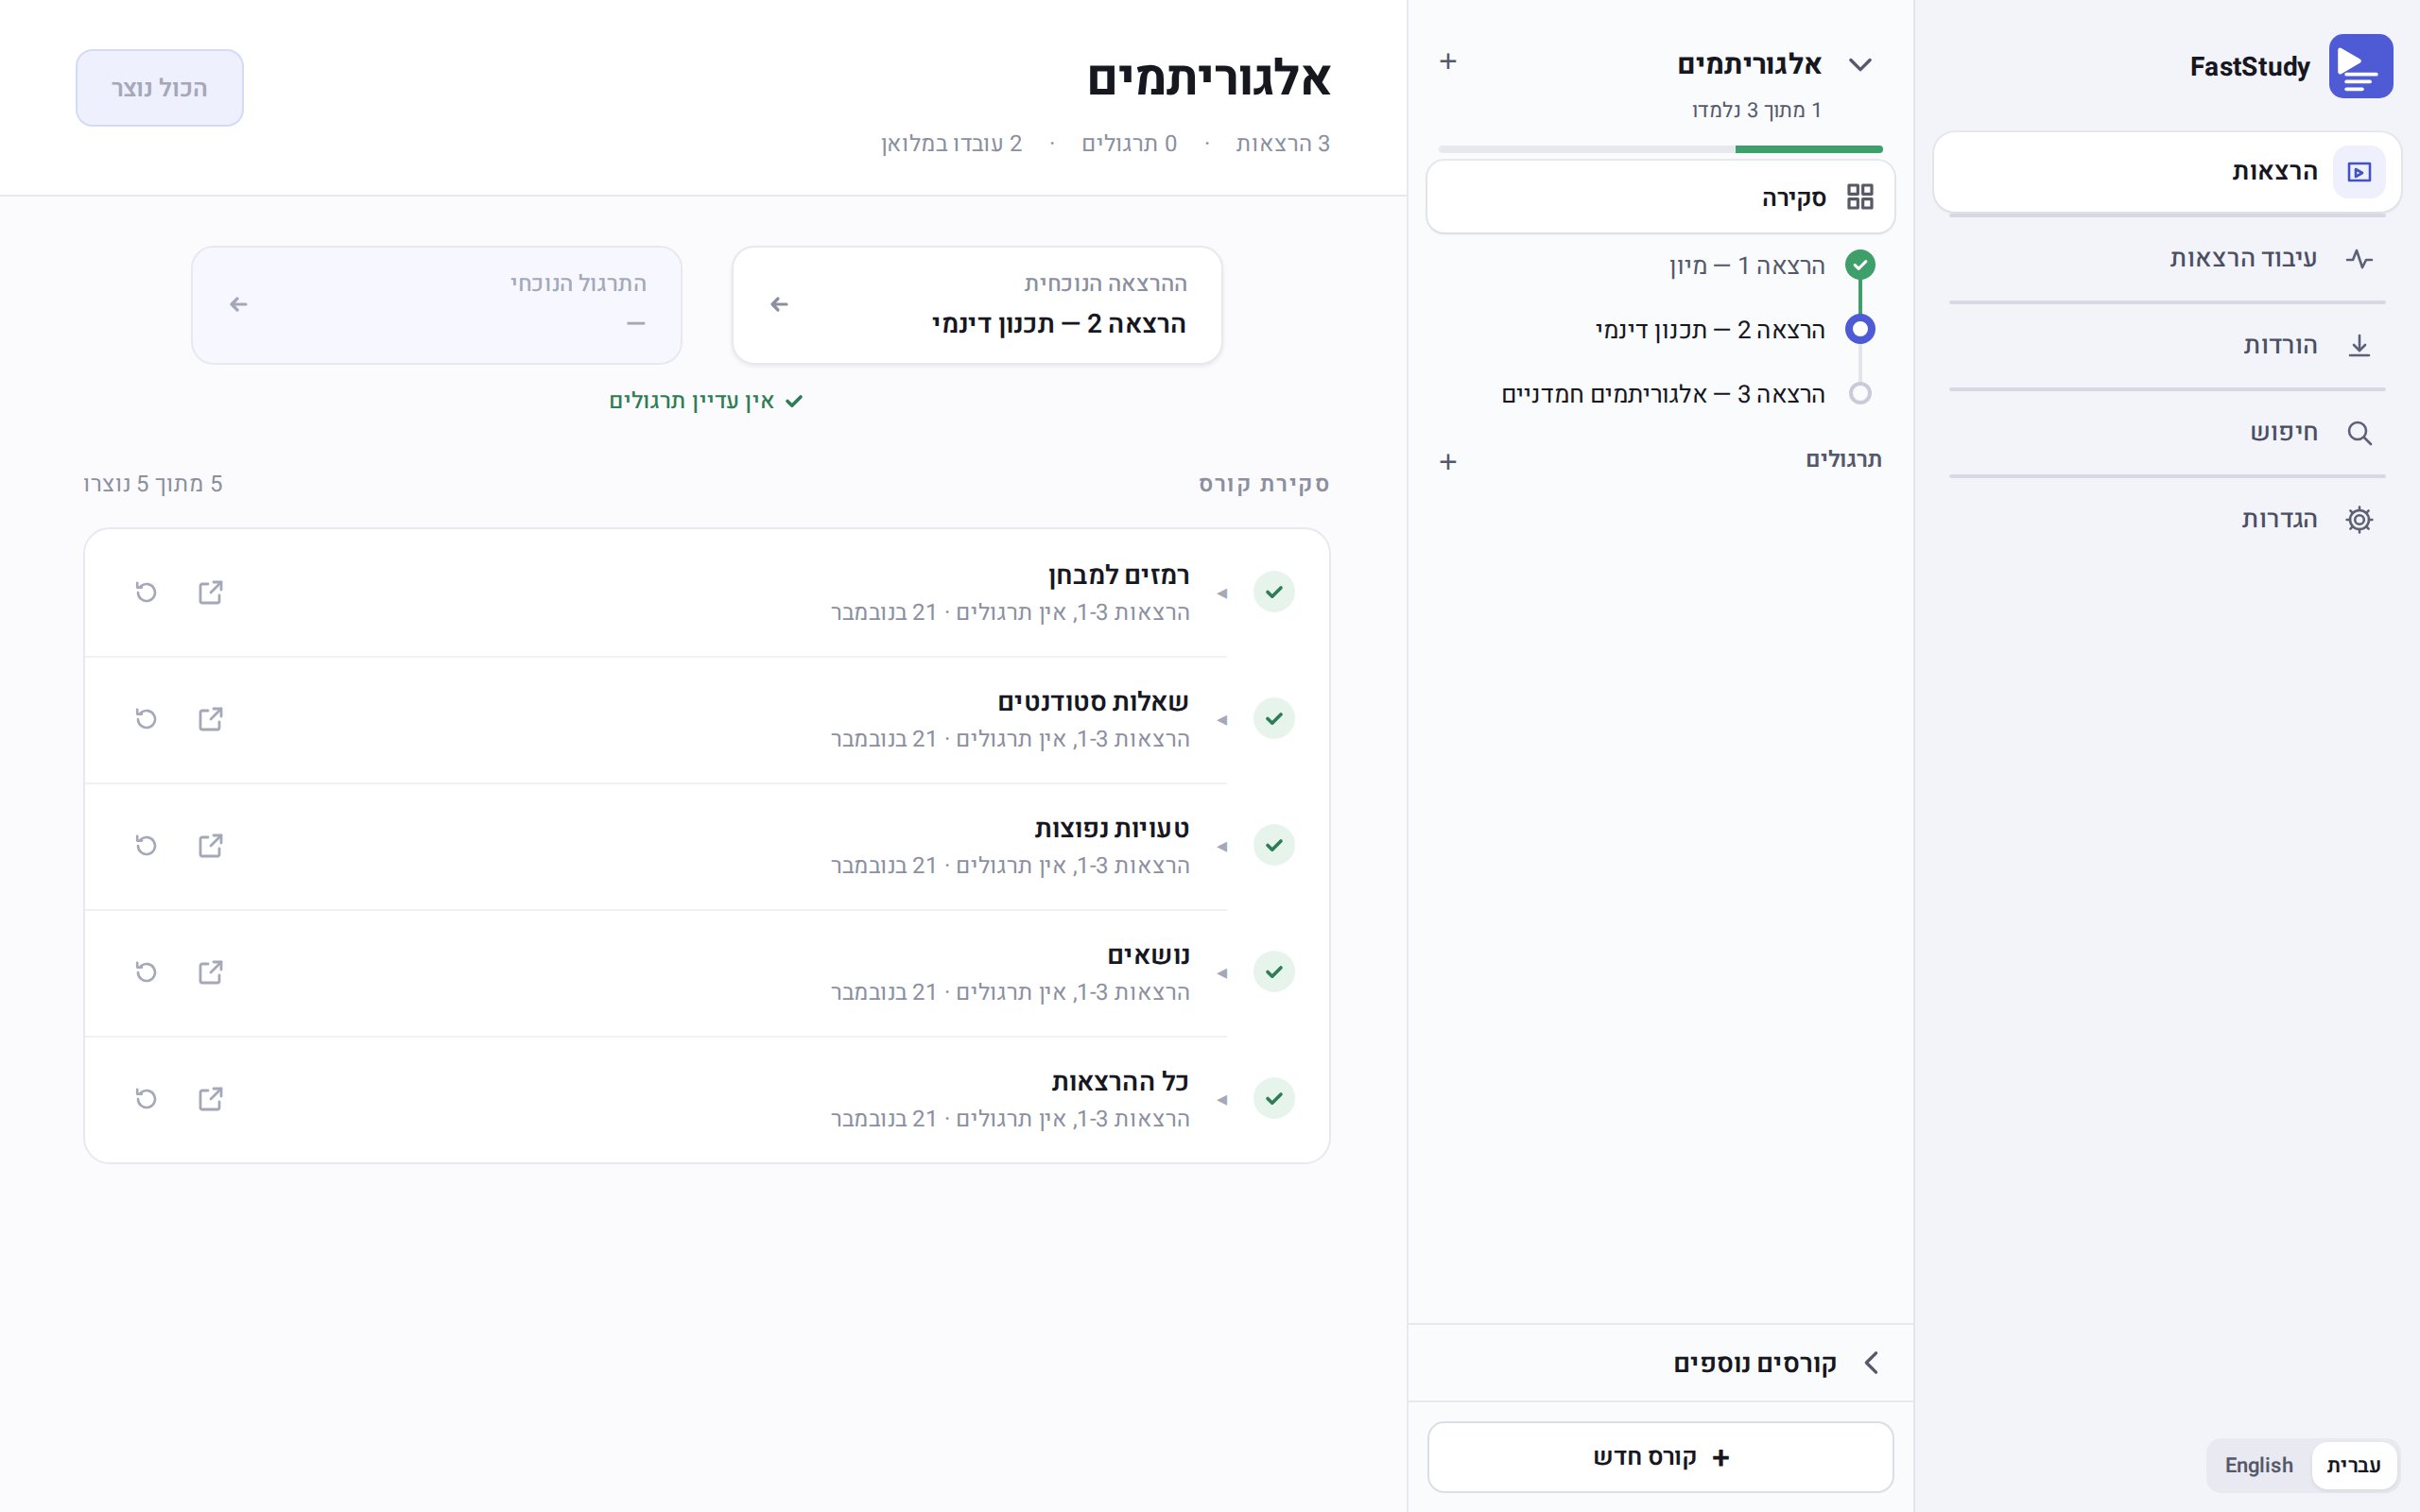 FastStudy
הרצאות
עיבוד הרצאות
הורדות
חיפוש
הגדרות
עברית
English
אלגוריתמים
+
1 מתוך 3 נלמדו
סקירה
הרצאה 1 – מיון
הרצאה 2 – תכנון דינמי
הרצאה 3 – אלגוריתמים חמדניים
תרגולים
+
קורסים נוספים
+ קורס חדש
אלגוריתמים
הכול נוצר
3 הרצאות · 0 תרגולים · 2 עובדו במלואן
ההרצאה הנוכחית
הרצאה 2 – תכנון דינמי
התרגול הנוכחי
–
אין עדיין תרגולים
סקירת קורס
5 מתוך 5 נוצרו
רמזים למבחן
הרצאות 1-3, אין תרגולים · 21 בנובמבר
שאלות סטודנטים
הרצאות 1-3, אין תרגולים · 21 בנובמבר
טעויות נפוצות
הרצאות 1-3, אין תרגולים · 21 בנובמבר
נושאים
הרצאות 1-3, אין תרגולים · 21 בנובמבר
כל ההרצאות
הרצאות 1-3, אין תרגולים · 21 בנובמבר